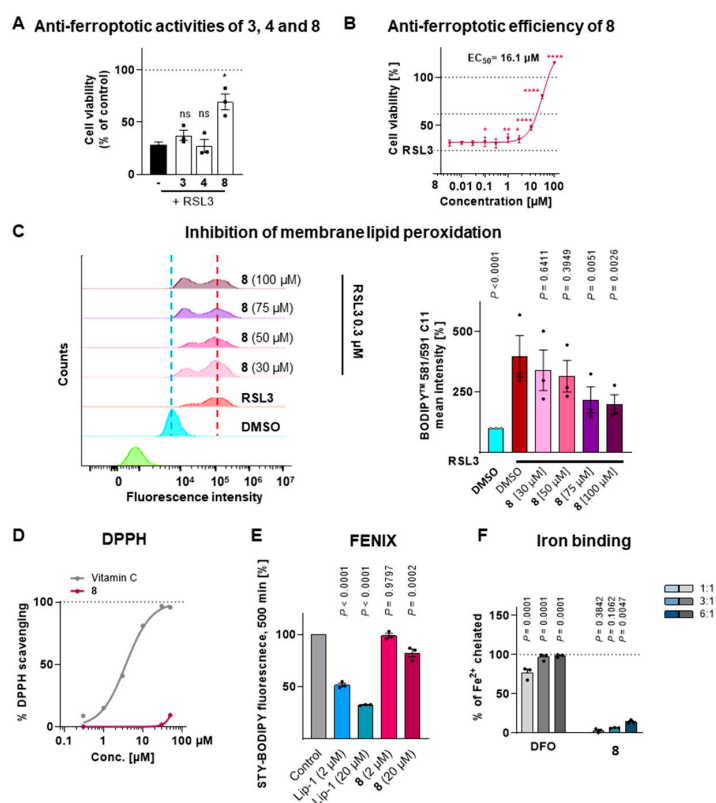 A Anti-ferroptotic activities of 3, 4 and 8
Cell viability
(% of control)
100
50
0
ns
ns
*
-
3
4
8
+ RSL3
B Anti-ferroptotic efficiency of 8
Cell viability [%]
EC50= 16.1 µM
100
50
C RSL3
8
0.01
0.1
1
10
100
Concentration [µM]
*
**
*
****
****
****
C Inhibition of membrane lipid peroxidation
Counts
8 (100 µM)
8 (75 µM)
8 (50 µM)
8 (30 µM)
RSL3
DMSO
RSL3 0.3 µM
0
10^4
10^5
10^6
10^7
Fluorescence intensity
BODIPY™ 581/591 C11
mean Intensity [%]
500
250
P <0.0001
P = 0.6411
P = 0.3949
P = 0.0051
P = 0.0026
RSL3
DMSO
DMSO
8 [30 µM]
8 [50 µM]
8 [75 µM]
8 [100 µM]
D DPPH
Vitamin C
8
% DPPH scavenging
100
50
0
0.1
1.0
10
100 µM
Conc. [µM]
E FENIX
STY-BODIPY fluorescnece, 500 min [%]
100
50
P < 0.0001
P < 0.0001
P = 0.9797
P = 0.0002
Control
Lip-1 (2 µM)
Lip-1 (20 µM)
8 (2 µM)
8 (20 µM)
F Iron binding
1:1
3:1
6:1
% of Fe2+ chelated
100
50
0
P = 0.0001
P = 0.0001
P = 0.0001
P = 0.3842
P = 0.1062
P = 0.0047
DFO
8